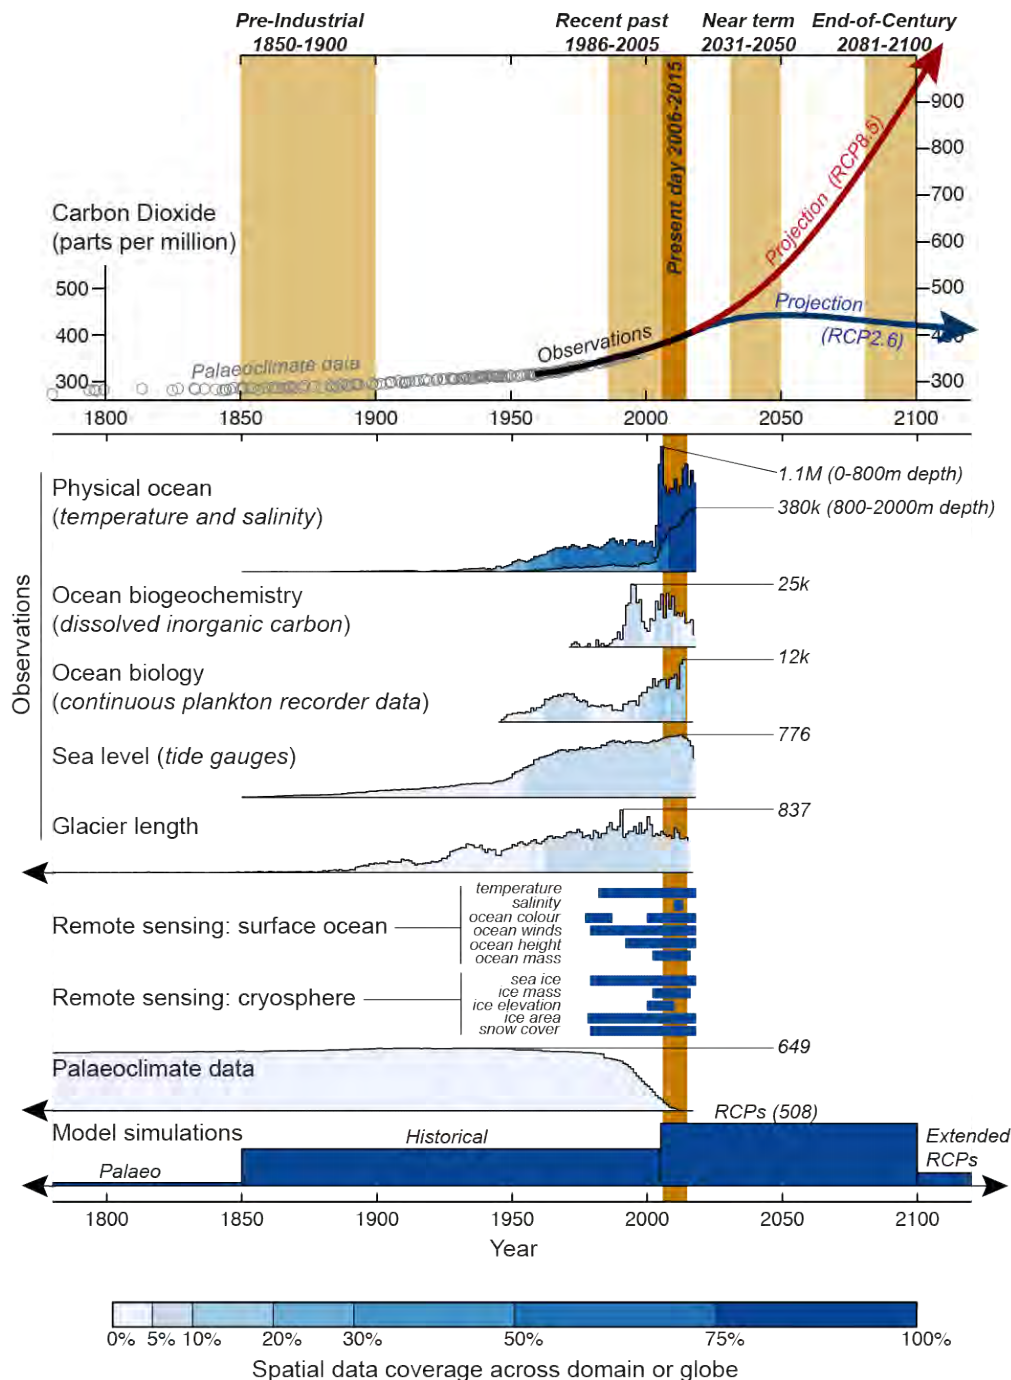 Pre-Industrial
1850-1900
Recent past
1986-2005
Near term
2031-2050
End-of-Century
2081-2100
Present day 2006-2015
Carbon Dioxide
(parts per million)
500
400
300
900
800
700
600
500
400
300
Projection (RCP8.5)
Projection
(RCP2.6)
Observations
Palaeoclimate data
1800 1850 1900 1950 2000 2050 2100
Observations
Physical ocean
(temperature and salinity)
1.1M (0-800m depth)
380k (800-2000m depth)
Ocean biogeochemistry
(dissolved inorganic carbon)
25k
Ocean biology
(continuous plankton recorder data)
12k
Sea level (tide gauges)
776
Glacier length
837
Remote sensing: surface ocean
temperature
salinity
ocean colour
ocean winds
ocean height
ocean mass
Remote sensing: cryosphere
sea ice
ice mass
ice elevation
ice area
snow cover
Palaeoclimate data
649
Model simulations
Palaeo
Historical
RCPs (508)
Extended
RCPs
1800 1850 1900 1950 2000 2050 2100
Year
0% 5% 10% 20% 30% 50% 75% 100%
Spatial data coverage across domain or globe